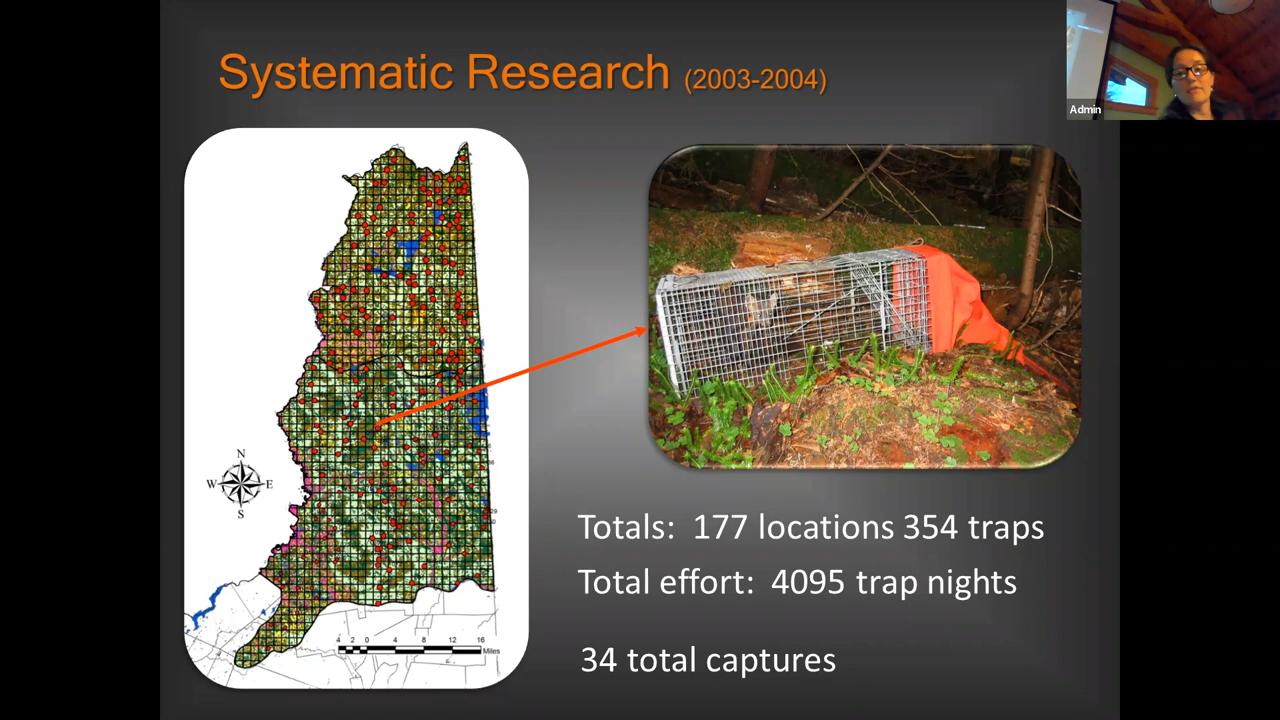 Systematic Research (2003-2004)
Admin
N
W E
S
4 2 0 4 8 12 16
Miles
Totals: 177 locations 354 traps
Total effort: 4095 trap nights
34 total captures